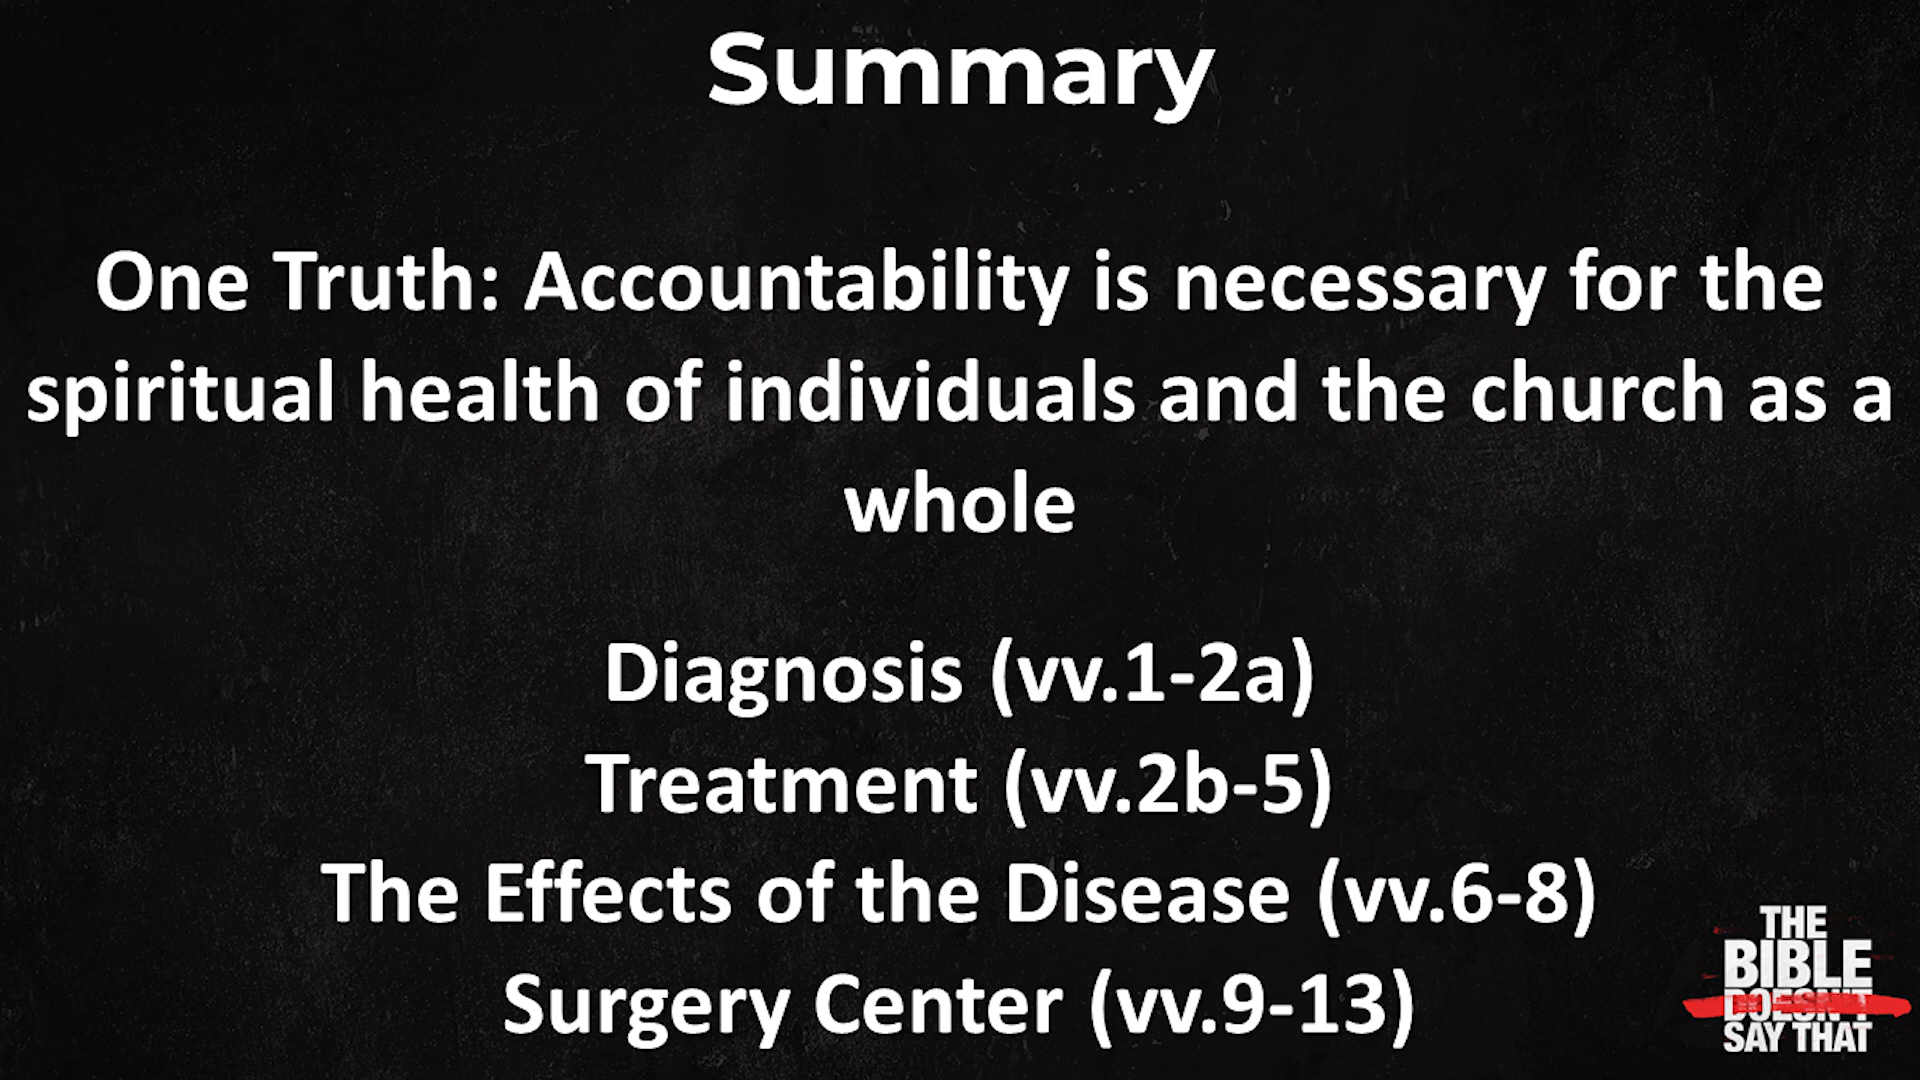 Summary
One Truth: Accountability is necessary for the
spiritual health of individuals and the church as a
whole
Diagnosis (vv.1-2a)
Treatment (vv.2b-5)
The Effects of the Disease (vv.6-8)
Surgery Center (vv.9-13)
THE
BIBLE
DOESN'T
SAY THAT